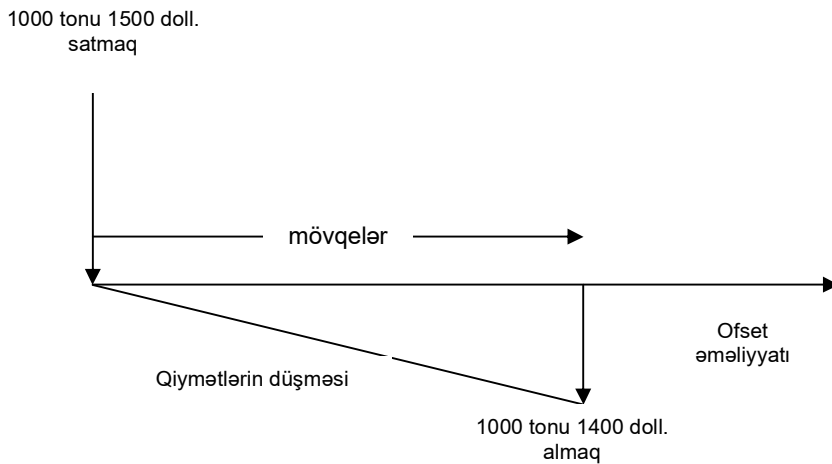 1000 tonu 1500 doll.
satmaq
mövqelər
Ofset
əməliyyatı
Qiymətlərin düşməsi
1000 tonu 1400 doll.
almaq